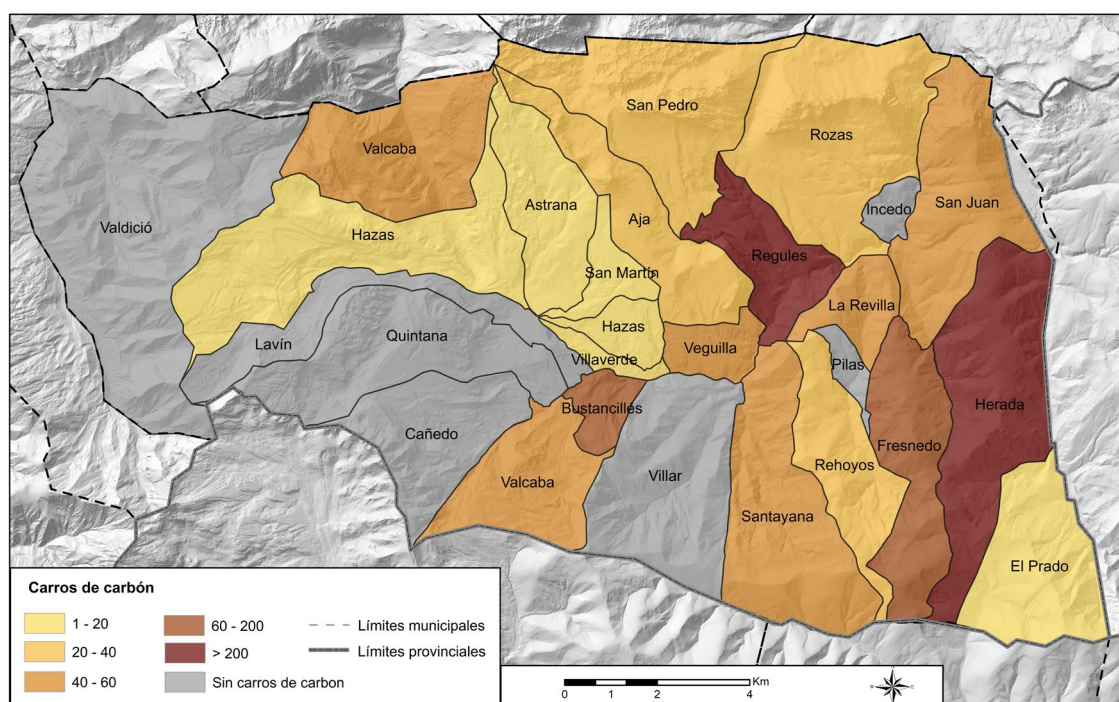 San Pedro
Rozas
Valcaba
Valdició
Astrana
San Juan
Incedo
Aja
Hazas
Regules
San Martín
La Revilla
Hazas
Quintana
Lavín
Veguilla
Villaverde
Pilas
Bustancilles
Herada
Cañedo
Fresnedo
Rehoyos
Villar
Valcaba
Santayana
El Prado
Carros de carbón
1 - 20
60 - 200
Límites municipales
20 - 40
> 200
Límites provinciales
40 - 60
Sin carros de carbon
Km
0 1 2 4
W E